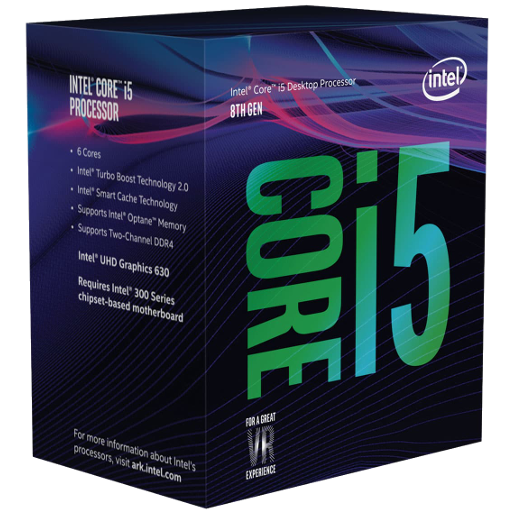 INTEL® CORE™ i5
PROCESSOR
• 6 Cores
• Intel® Turbo Boost Technology 2.0
• Intel® Smart Cache Technology
• Supports Intel® Optane™ Memory
• Supports Two-Channel DDR4
Intel® UHD Graphics 630
Requires Intel® 300 Series
chipset-based motherboard
For more information about Intel's
processors, visit ark.intel.com
Intel® Core™ i5 Desktop Processor
8TH GEN
intel®
CORE i5
FOR A GREAT
VR
EXPERIENCE